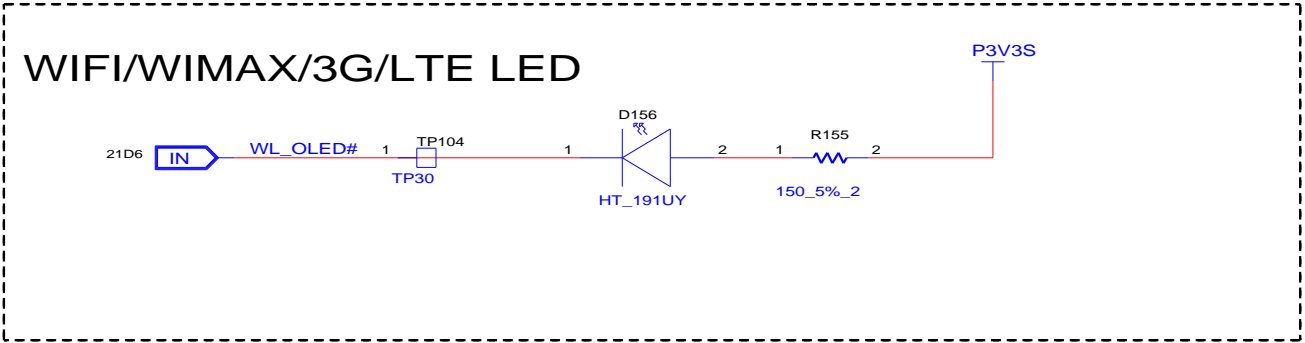 P3V3S
WIFI/WIMAX/3G/LTE LED
D156
R155
TP104
21D6
IN
WL_OLED#
1
1
2
1
2
TP30
HT_191UY
150_5%_2